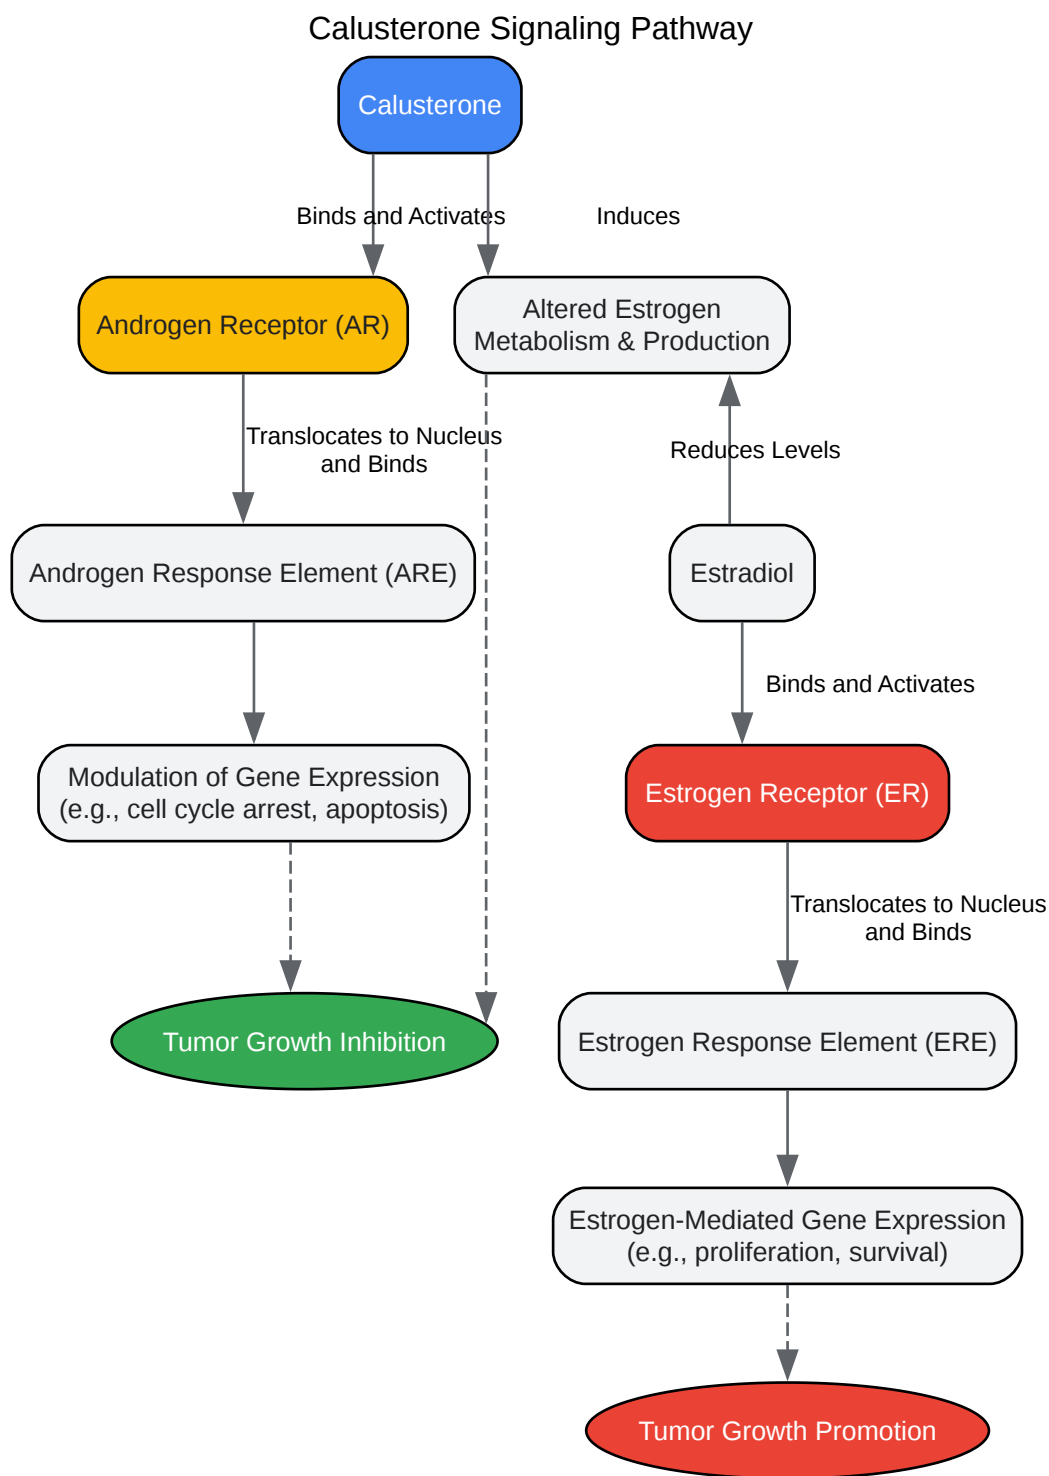 Calusterone Signaling Pathway
Calusterone
Binds and Activates
Induces
Androgen Receptor (AR)
Altered Estrogen
Metabolism & Production
Translocates to Nucleus
and Binds
Reduces Levels
Androgen Response Element (ARE)
Estradiol
Binds and Activates
Modulation of Gene Expression
(e.g., cell cycle arrest, apoptosis)
Estrogen Receptor (ER)
Translocates to Nucleus
and Binds
Tumor Growth Inhibition
Estrogen Response Element (ERE)
Estrogen-Mediated Gene Expression
(e.g., proliferation, survival)
Tumor Growth Promotion